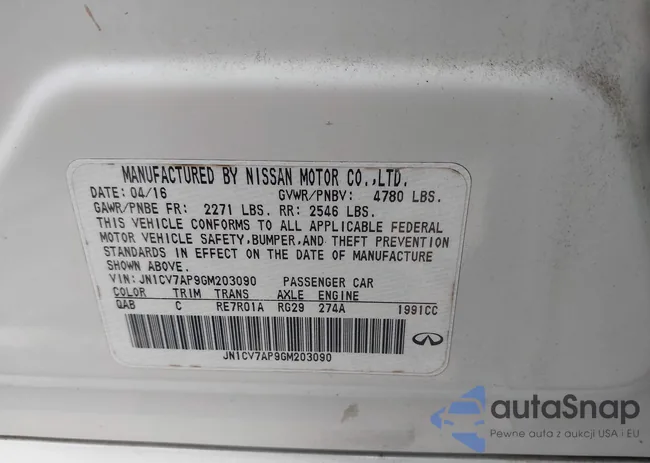 MANUFACTURED BY NISSAN MOTOR CO.,LTD.
DATE: 04/16 GVWR/PNBV: 4780 LBS.
GAWR/PNBE FR: 2271 LBS. RR: 2546 LBS.
THIS VEHICLE CONFORMS TO ALL APPLICABLE FEDERAL
MOTOR VEHICLE SAFETY, BUMPER, AND THEFT PREVENTION
STANDARDS IN EFFECT ON THE DATE OF MANUFACTURE
SHOWN ABOVE.
VIN: JN1CV7AP9GM203090 PASSENGER CAR
COLOR TRIM TRANS AXLE ENGINE
QAB C RE7R01A RG29 274A 1991CC
JN1CV7AP9GM203090
autaSnap
Pewne auta z aukcji USA i EU